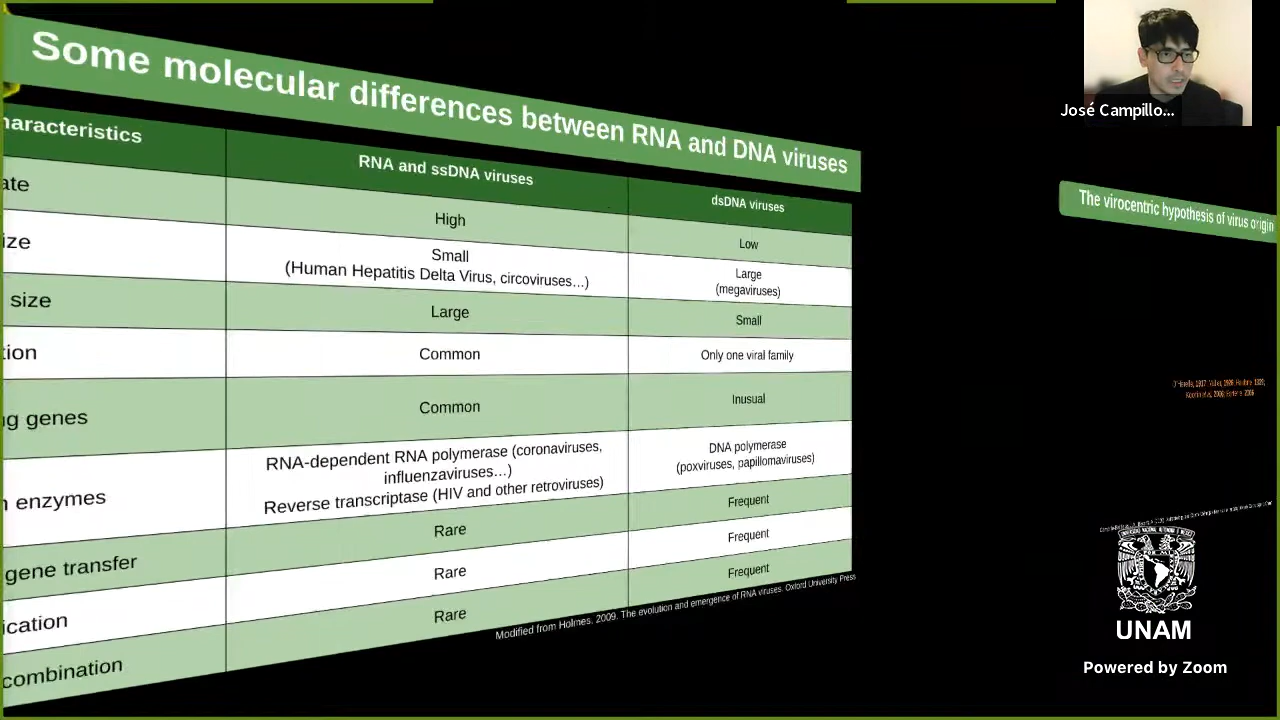 Some molecular differences between RNA and DNA viruses
José Campillo...
haracteristics
RNA and ssDNA viruses
dsDNA viruses
ate
High
Low
ize
Small
(Human Hepatitis Delta Virus, circoviruses…)
Large
(megaviruses)
size
Large
Small
tion
Common
Only one viral family
ng genes
Common
Inusual
n enzymes
RNA-dependent RNA polymerase (coronaviruses,
influenzaviruses…)
Reverse transcriptase (HIV and other retroviruses)
DNA polymerase
(poxviruses, papillomaviruses)
gene transfer
Rare
Frequent
ication
Rare
Frequent
combination
Rare
Frequent
Modified from Holmes. 2009. The evolution and emergence of RNA viruses. Oxford University Press
The virocentric hypothesis of virus origin
UNAM
Powered by Zoom